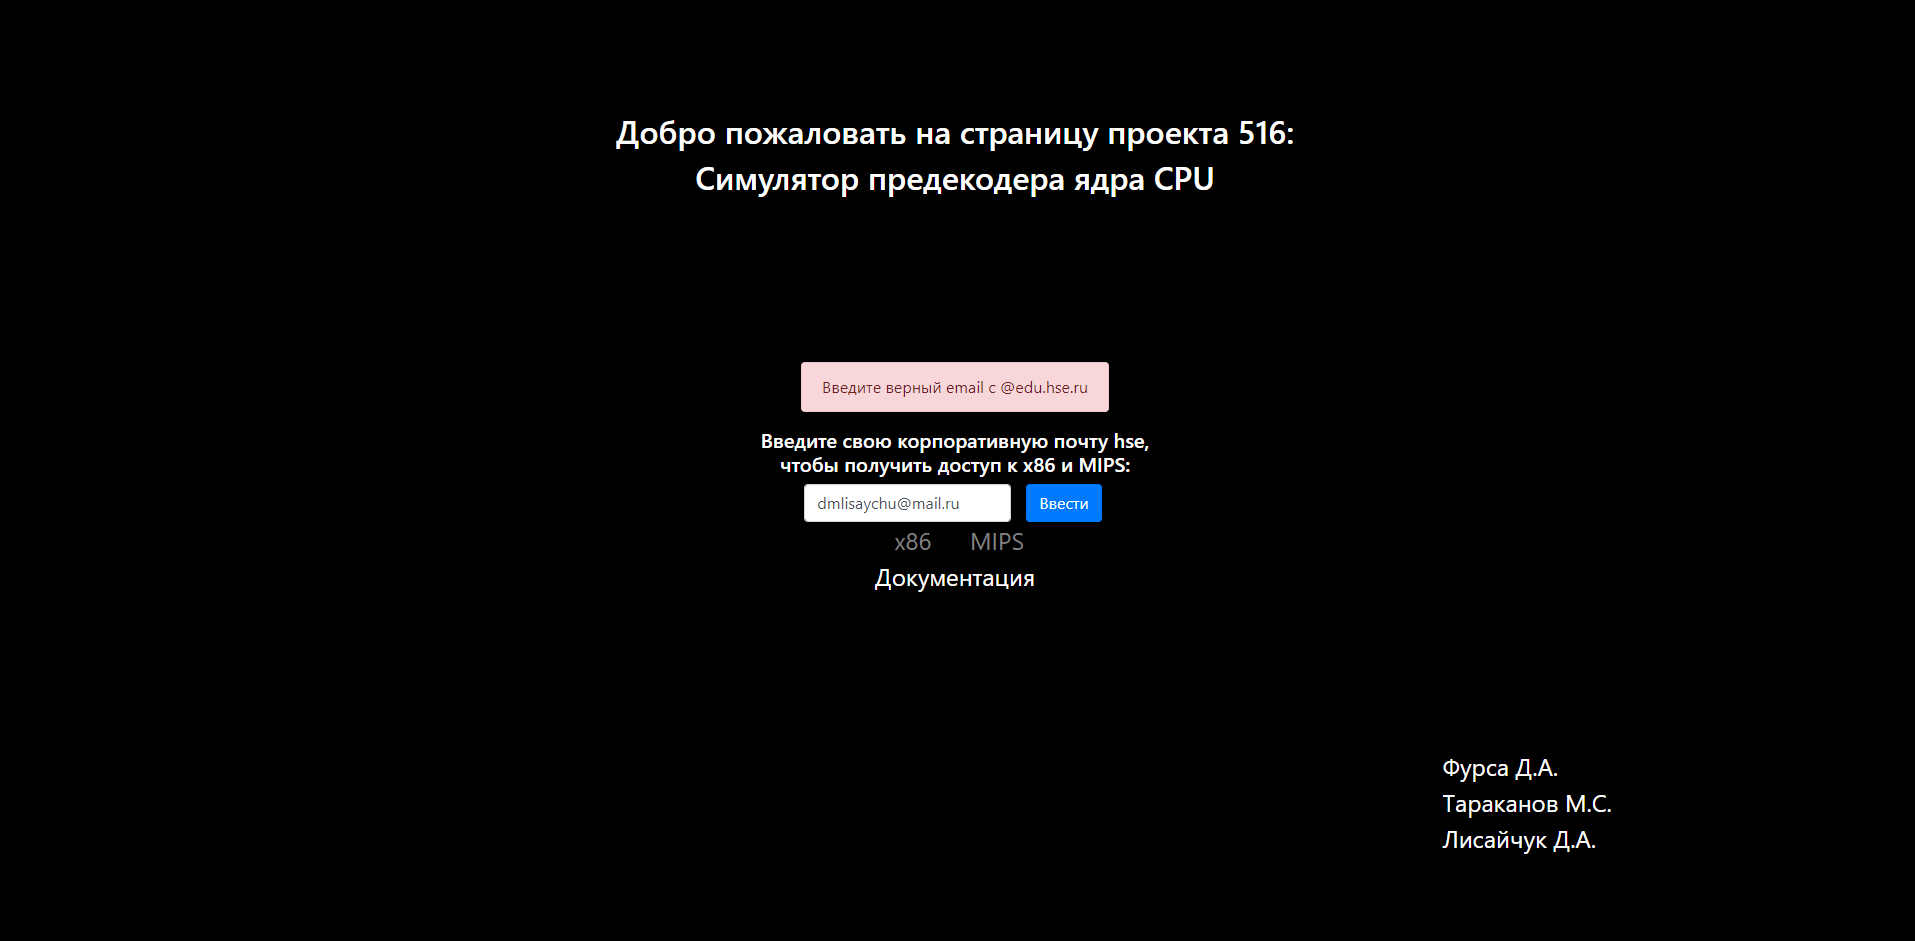 Добро пожаловать на страницу проекта 516:
Симулятор предекодера ядра CPU
Введите верный email с @edu.hse.ru
Введите свою корпоративную почту hse,
чтобы получить доступ к x86 и MIPS:
dmlisaychu@mail.ru Ввести
x86 MIPS
Документация
Фурса Д.А.
Тараканов М.С.
Лисайчук Д.А.